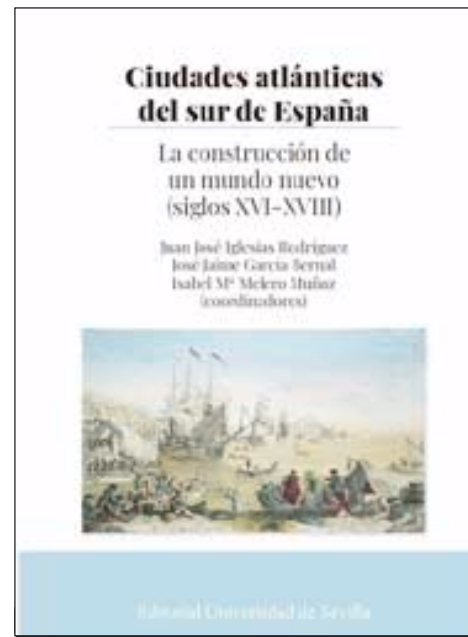 Ciudades atlánticas
del sur de España
La construcción de
un mundo nuevo
(siglos XVI-XVIII)
Juan José Iglesias Rodríguez
José Jaime García Bernal
Isabel Mª Melero Muñoz
(coordinadores)
Editorial Universidad de Sevilla